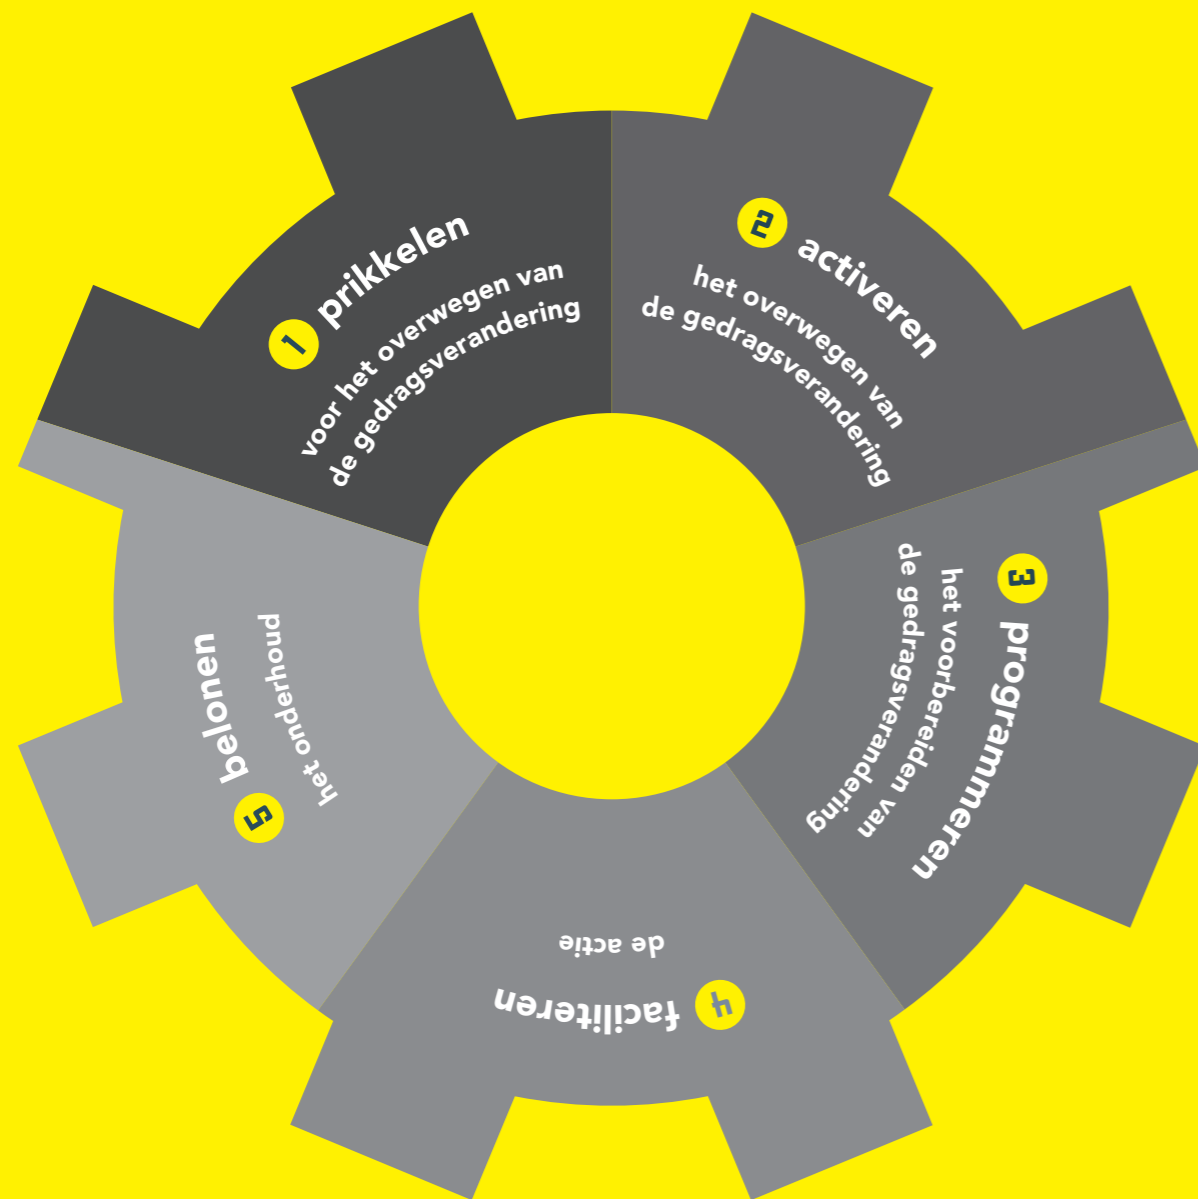 1 prikkelen
voor het overwegen van
de gedragsverandering
2 activeren
het overwegen van
de gedragsverandering
3 programmeren
het voorbereiden van
de gedragsverandering
4 faciliteren
de actie
5 belonen
het onderhoud